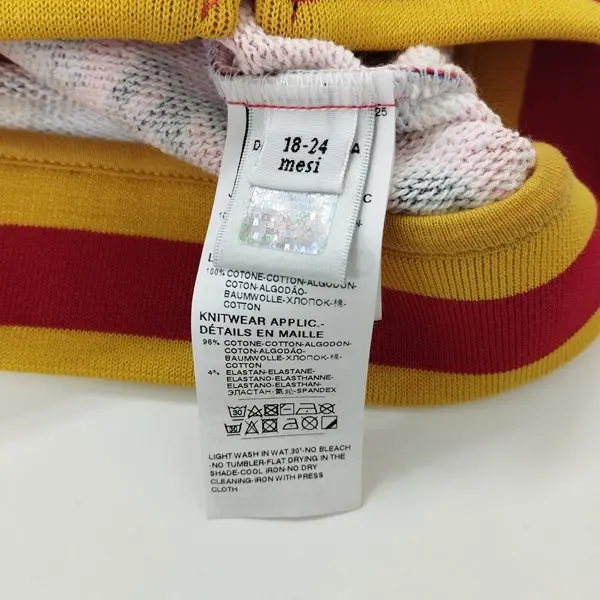 25
18-24
mesi
100% COTONE-COTTON-ALGODON-
COTON-ALGODÃO-
BAUMWOLLE-ХЛОПОК-棉-
COTTON
KNITWEAR APPLIC.-
DÉTAILS EN MAILLE
96% COTONE-COTTON-ALGODON-
COTON-ALGODÃO-
BAUMWOLLE-ХЛОПОК-棉-
COTTON
4% ELASTAN-ELASTANE-
ELASTANO-ELASTHANNE-
ELASTANO-ELASTHAN-
ЭЛАСТАН-氨纶-SPANDEX
LIGHT WASH IN WAT.30°-NO BLEACH
-NO TUMBLER-FLAT DRYING IN THE
SHADE-COOL IRON-NO DRY
CLEANING-IRON WITH PRESS
CLOTH